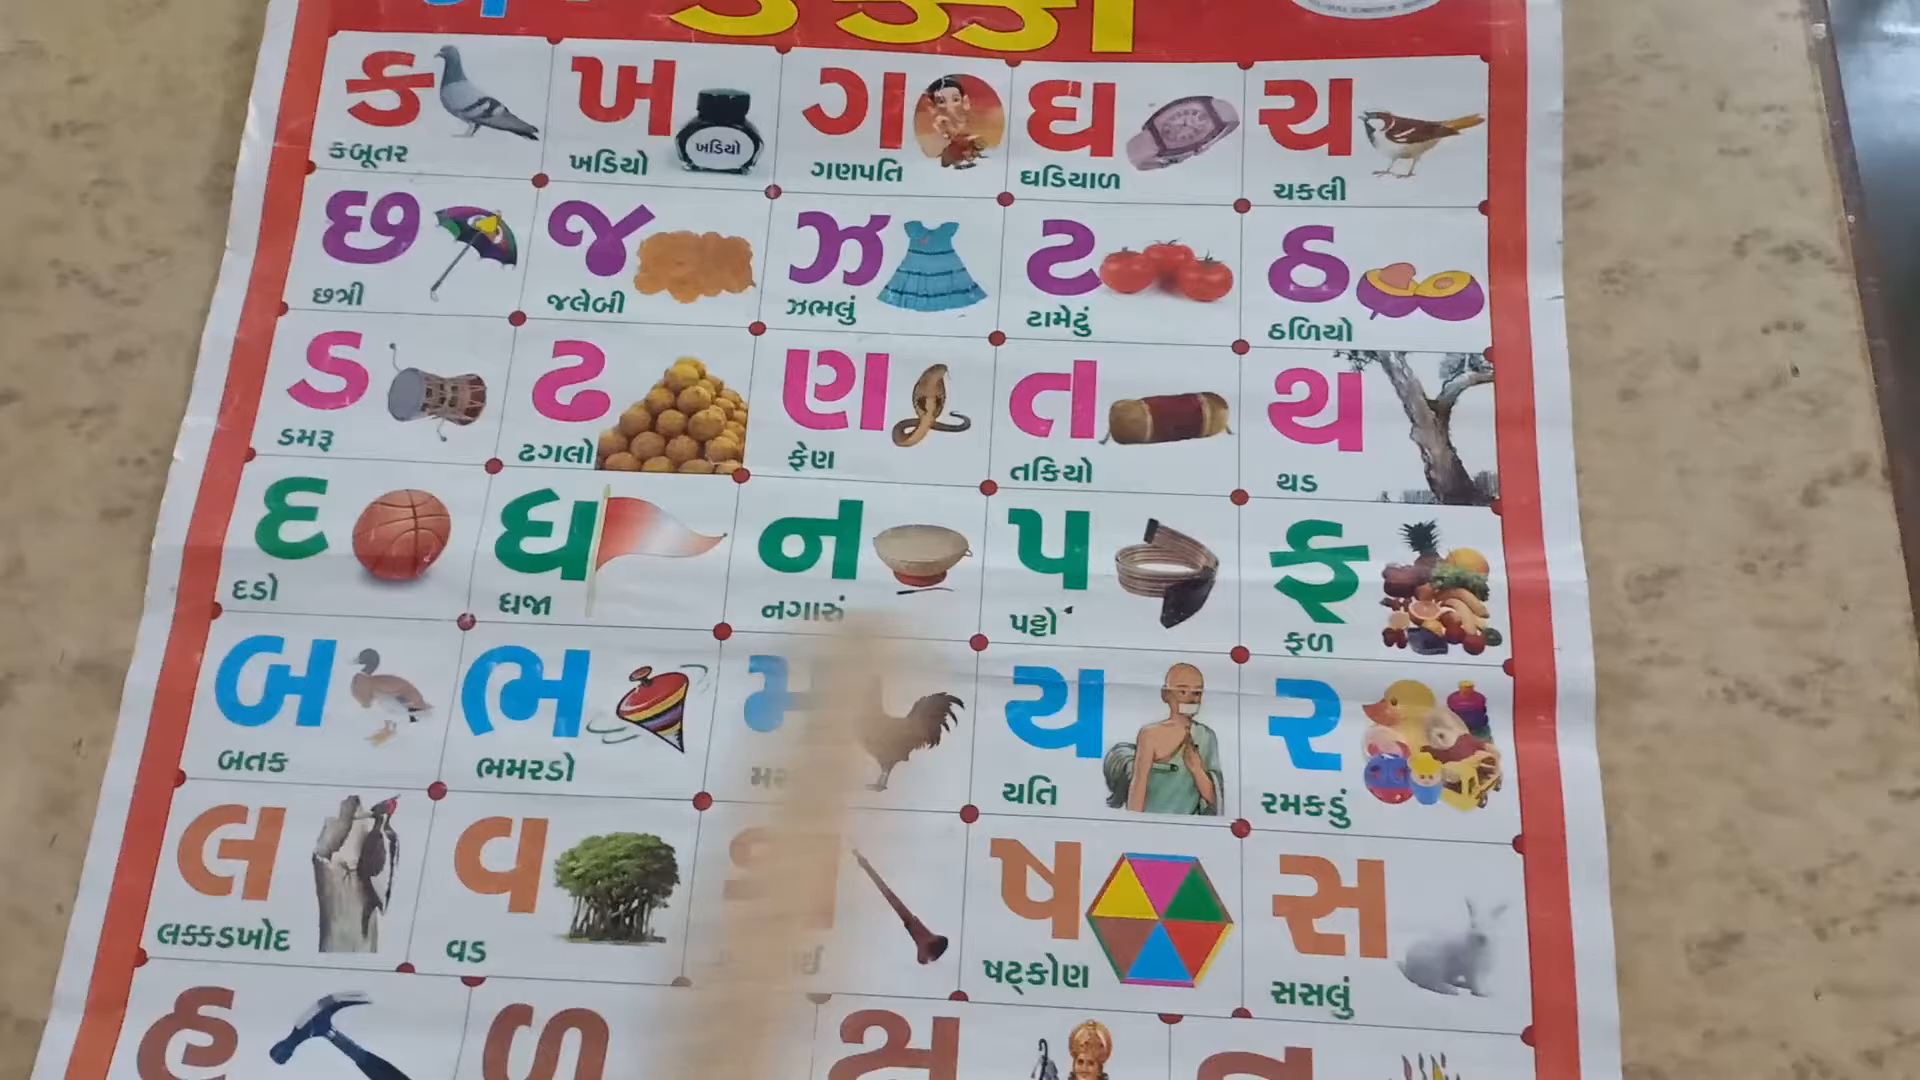 કક્કો
ક ખ ગ ઘ ચ
ખડિયો
કબૂતર ખડિયો ગણપતિ ઘડિયાળ ચકલી
છ જ ઝ ટ ઠ
છત્રી જલેબી ઝભલું ટામેટું ઠળિયો
ડ ઢ ણ ત થ
ડમરૂ ઢગલો ફેણ તકિયો થડ
દ ધ ન પ ફ
દડો ધજા નગારું પટ્ટો ફળ
બ ભ મ ય ર
બતક ભમરડો યતિ રમકડું
લ વ ષ સ
લક્કડખોદ વડ ષટ્કોણ સસલું
હ ળ ક્ષ